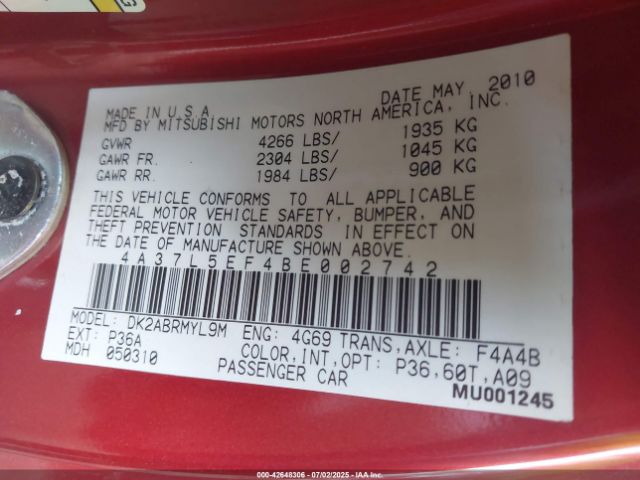 DATE MAY, 2010
MADE IN U.S.A.
MFD BY MITSUBISHI MOTORS NORTH AMERICA, INC.
GVWR 4266 LBS/ 1935 KG
GAWR FR. 2304 LBS/ 1045 KG
GAWR RR. 1984 LBS/ 900 KG
THIS VEHICLE CONFORMS TO ALL APPLICABLE
FEDERAL MOTOR VEHICLE SAFETY, BUMPER, AND
THEFT PREVENTION STANDARDS IN EFFECT ON
THE DATE OF MANUFACTURE SHOWN ABOVE.
4A37L5EF4BE002742
MODEL: DK2ABRMYL9M ENG: 4G69 TRANS,AXLE: F4A4B
EXT: P36A COLOR,INT,OPT: P36,60T,A09
MDH 050310 PASSENGER CAR
MU001245
000-42648306 - 07/02/2025 - IAAI.COM